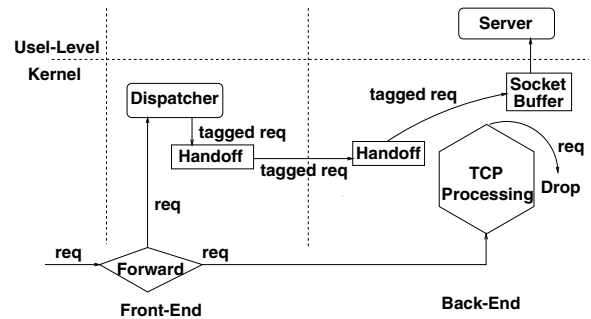 Server
Usel-Level
Kernel
Socket
Buffer
Dispatcher
tagged req
tagged req
Handoff
Handoff
tagged req
req
TCP
Processing
Drop
req
req
Forward
req
Front-End
Back-End